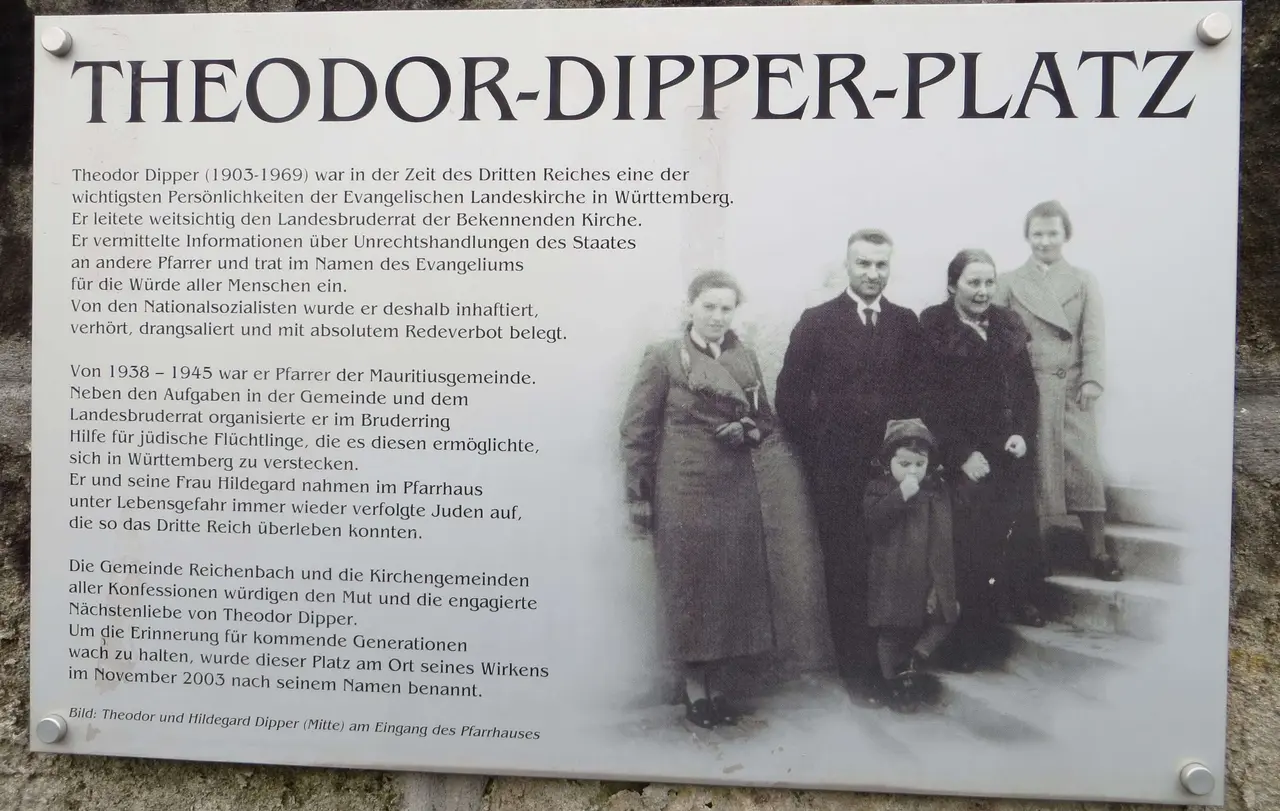 THEODOR-DIPPER-PLATZ
Theodor Dipper (1903-1969) war in der Zeit des Dritten Reiches eine der
wichtigsten Persönlichkeiten der Evangelischen Landeskirche in Württemberg.
Er leitete weitsichtig den Landesbruderrat der Bekennenden Kirche.
Er vermittelte Informationen über Unrechtshandlungen des Staates
an andere Pfarrer und trat im Namen des Evangeliums
für die Würde aller Menschen ein.
Von den Nationalsozialisten wurde er deshalb inhaftiert,
verhört, drangsaliert und mit absolutem Redeverbot belegt.
Von 1938 – 1945 war er Pfarrer der Mauritiusgemeinde.
Neben den Aufgaben in der Gemeinde und dem
Landesbruderrat organisierte er im Bruderring
Hilfe für jüdische Flüchtlinge, die es diesen ermöglichte,
sich in Württemberg zu verstecken.
Er und seine Frau Hildegard nahmen im Pfarrhaus
unter Lebensgefahr immer wieder verfolgte Juden auf,
die so das Dritte Reich überleben konnten.
Die Gemeinde Reichenbach und die Kirchengemeinden
aller Konfessionen würdigen den Mut und die engagierte
Nächstenliebe von Theodor Dipper.
Um die Erinnerung für kommende Generationen
wach zu halten, wurde dieser Platz am Ort seines Wirkens
im November 2003 nach seinem Namen benannt.
Bild: Theodor und Hildegard Dipper (Mitte) am Eingang des Pfarrhauses